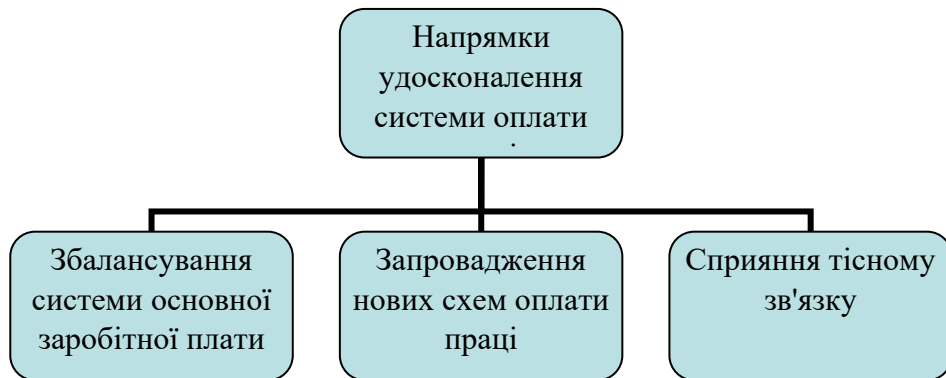 Напрямки
удосконалення
системи оплати
Збалансування
системи основної
заробітної плати
Запровадження
нових схем оплати
праці
Сприяння тісному
зв'язку